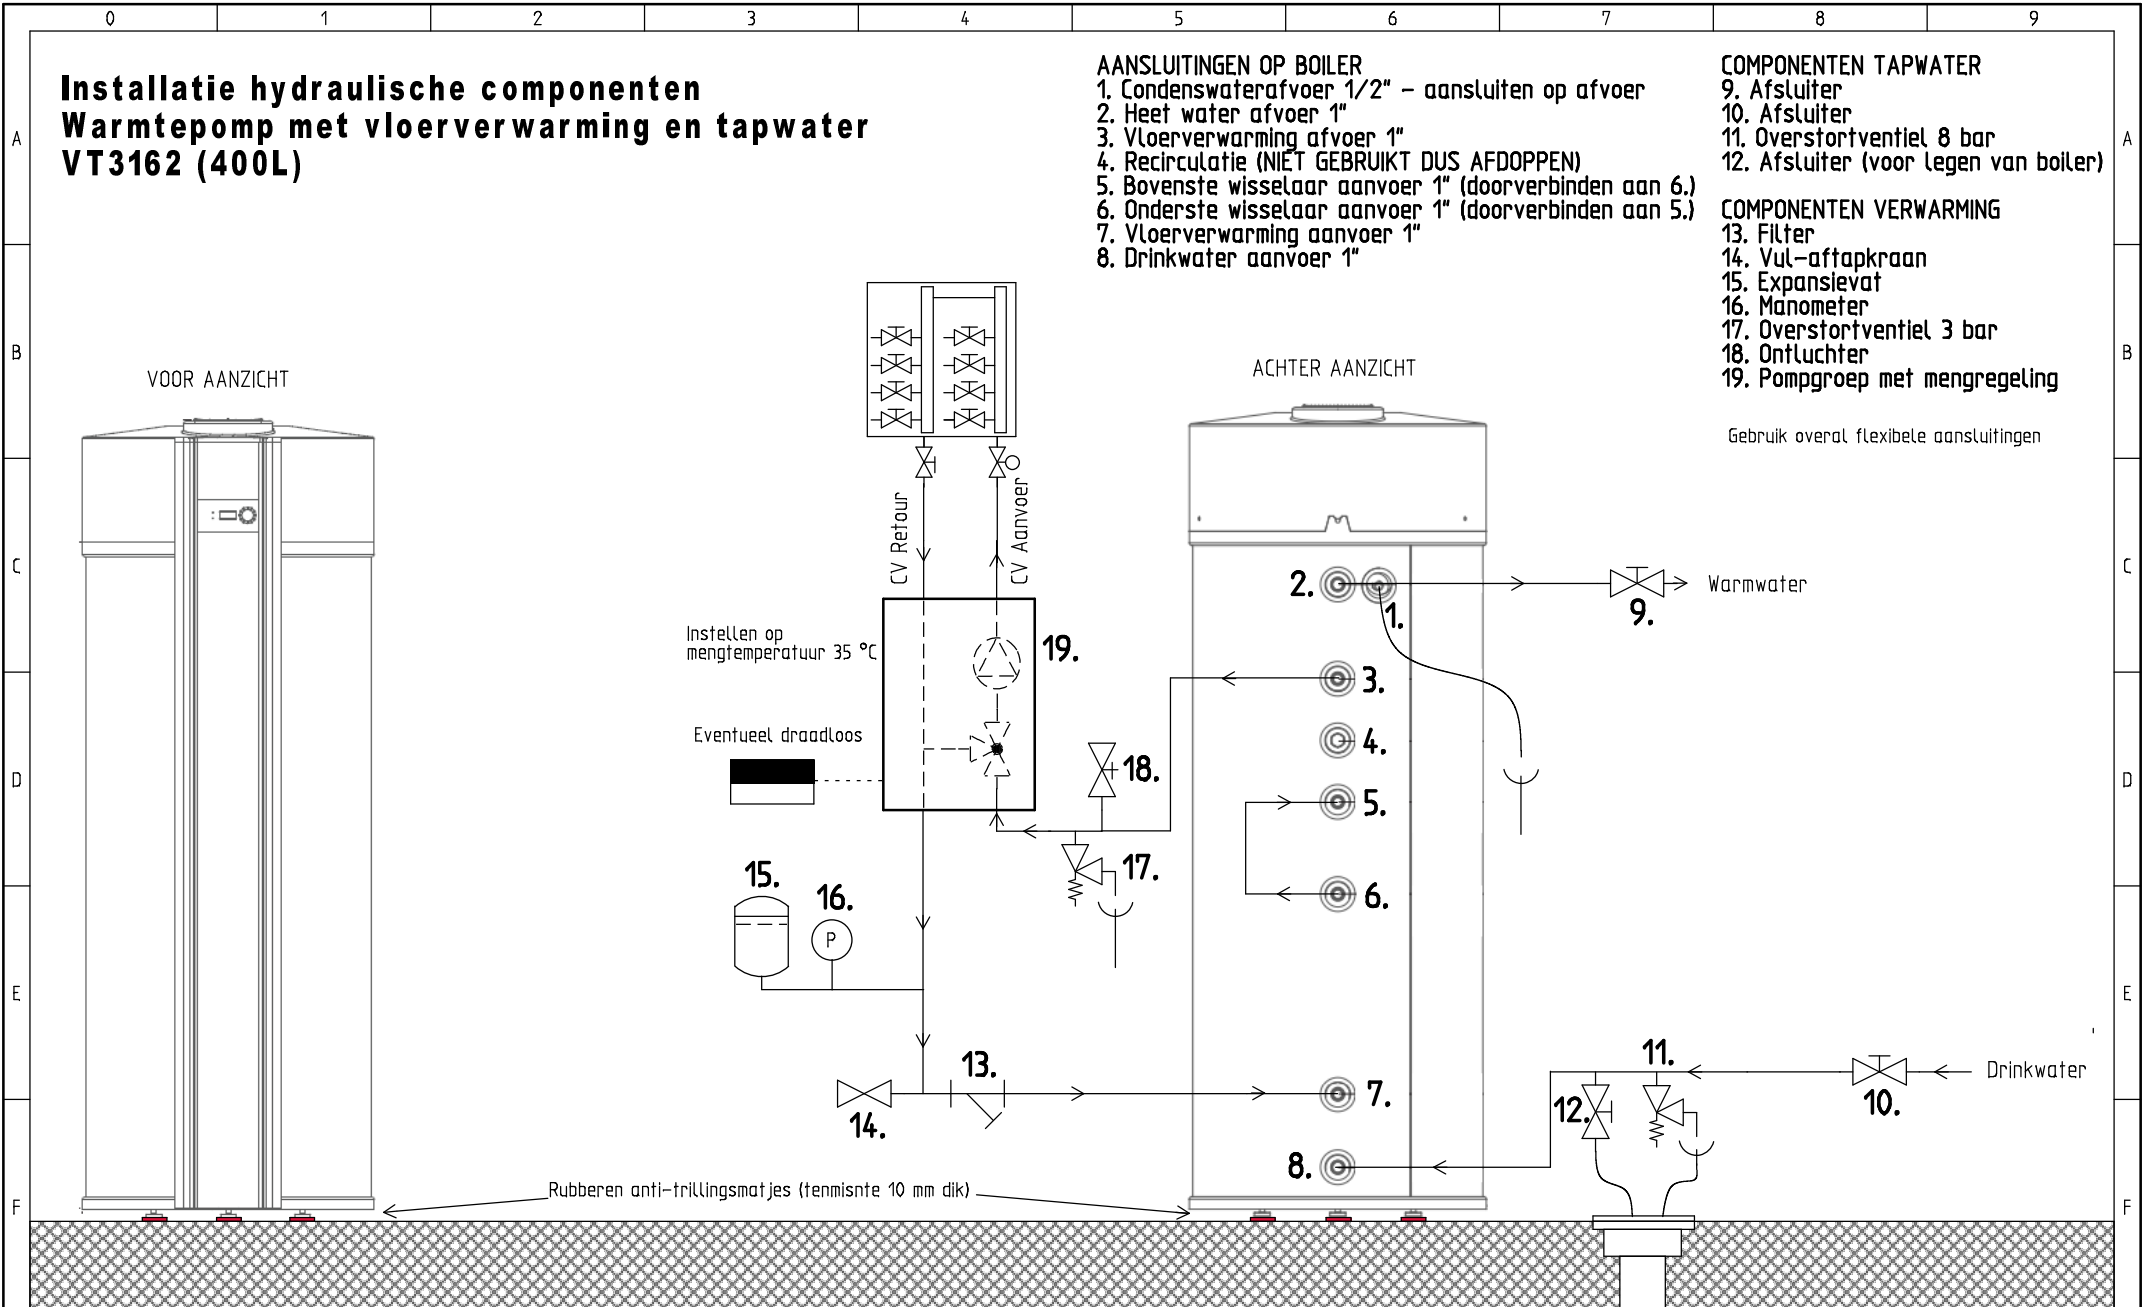 0 1 2 3 4 5 6 7 8 9
Installatie hydraulische componenten
Warmtepomp met vloerverwarming en tapwater
VT3162 (400L)
AANSLUITINGEN OP BOILER
1. Condenswaterafvoer 1/2" - aansluiten op afvoer
2. Heet water afvoer 1"
3. Vloerverwarming afvoer 1"
4. Recirculatie (NIET GEBRUIKT DUS AFDOPPEN)
5. Bovenste wisselaar aanvoer 1" (doorverbinden aan 6.)
6. Onderste wisselaar aanvoer 1" (doorverbinden aan 5.)
7. Vloerverwarming aanvoer 1"
8. Drinkwater aanvoer 1"
COMPONENTEN TAPWATER
9. Afsluiter
10. Afsluiter
11. Overstortventiel 8 bar
12. Afsluiter (voor legen van boiler)
COMPONENTEN VERWARMING
13. Filter
14. Vul-aftapkraan
15. Expansievat
16. Manometer
17. Overstortventiel 3 bar
18. Ontluchter
19. Pompgroep met mengregeling
Gebruik overal flexibele aansluitingen
A A
B B
C C
D D
E E
F F
VOOR AANZICHT
ACHTER AANZICHT
CV Retour
CV Aanvoer
Instellen op
mengtemperatuur 35 °C
19.
Eventueel draadloos
18.
17.
15.
16.
P
13.
14.
2.
1.
3.
4.
5.
6.
7.
8.
9.
Warmwater
11.
12.
10.
Drinkwater
Rubberen anti-trillingsmatjes (tenmisnte 10 mm dik)